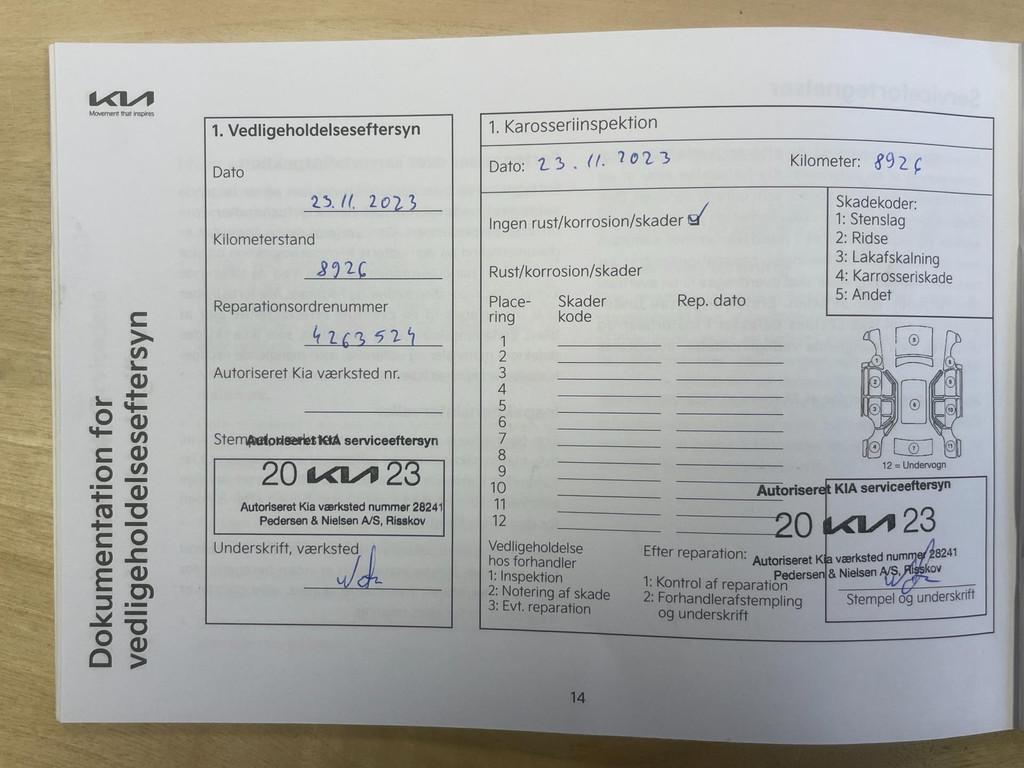 KIA
Movement that inspires
Dokumentation for
vedligeholdelseseftersyn
1. Vedligeholdelseseftersyn
Dato
23.11. 2023
Kilometerstand
8926
Reparationsordrenummer
4263524
Autoriseret Kia værksted nr.
Autoriseret KIA serviceeftersyn
20 KIA 23
Autoriseret Kia værksted nummer 28241
Pedersen & Nielsen A/S, Risskov
Underskrift, værksted
1. Karosseriinspektion
Dato: 23.11. 2023 Kilometer: 8926
Ingen rust/korrosion/skader
Rust/korrosion/skader
Place-
ring
Skader
kode
Rep. dato
1
2
3
4
5
6
7
8
9
10
11
12
Skadekoder:
1: Stenslag
2: Ridse
3: Lakafskalning
4: Karrosseriskade
5: Andet
12 = Undervogn
Vedligeholdelse
hos forhandler
1: Inspektion
2: Notering af skade
3: Evt. reparation
Efter reparation:
1: Kontrol af reparation
2: Forhandlerafstempling
og underskrift
Autoriseret KIA serviceeftersyn
20 KIA 23
Autoriseret Kia værksted nummer 28241
Pedersen & Nielsen A/S, Risskov
Stempel og underskrift
14